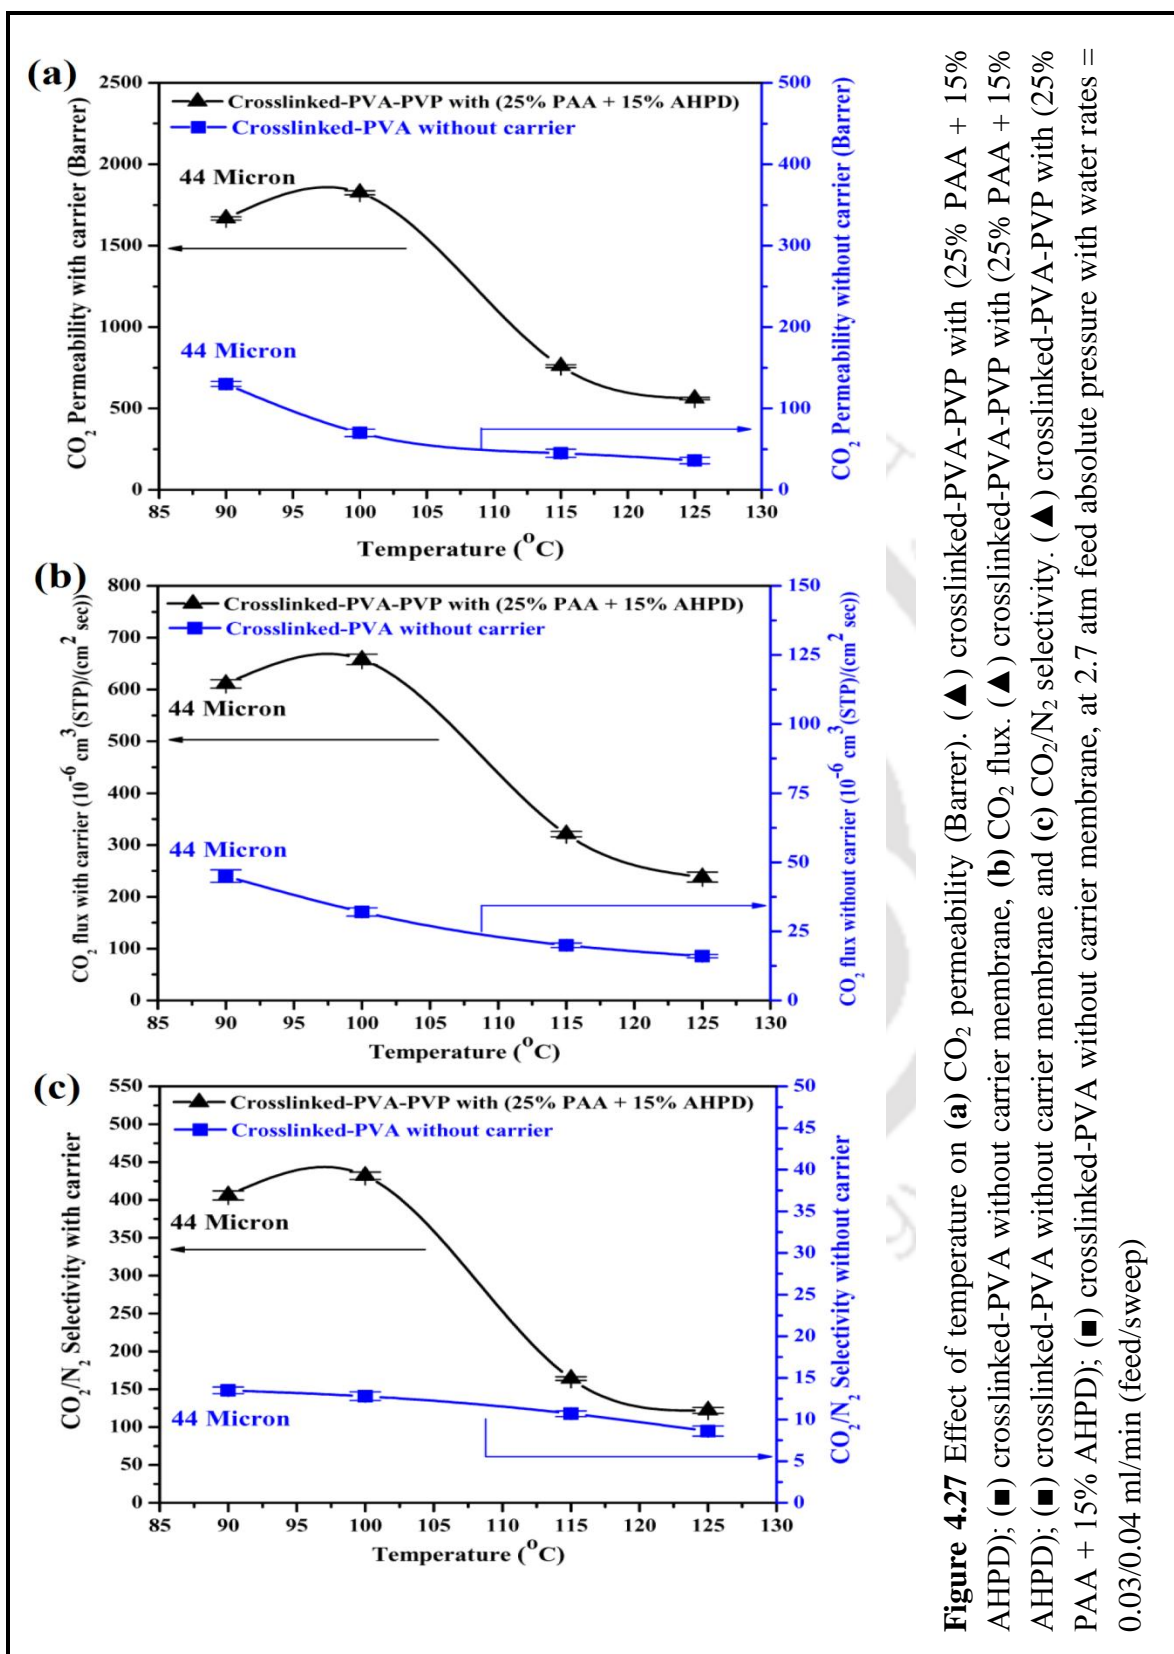 (a)
2500
2000
1500
1000
500
0
CO2 Permeability with carrier (Barrer)
Crosslinked-PVA-PVP with (25% PAA + 15% AHPD)
Crosslinked-PVA without carrier
44 Micron
44 Micron
500
400
300
200
100
0
CO2 Permeability without carrier (Barrer)
85 90 95 100 105 110 115 120 125 130
Temperature (°C)
(b)
800
700
600
500
400
300
200
100
0
CO2 flux with carrier (10-6 cm3(STP)/(cm2 sec))
Crosslinked-PVA-PVP with (25% PAA + 15% AHPD)
Crosslinked-PVA without carrier
44 Micron
44 Micron
150
125
100
75
50
25
0
CO2 flux without carrier (10-6 cm3(STP)/(cm2 sec))
85 90 95 100 105 110 115 120 125 130
Temperature (°C)
(c)
550
500
450
400
350
300
250
200
150
100
50
0
CO2/N2 Selectivity with carrier
Crosslinked-PVA-PVP with (25% PAA + 15% AHPD)
Crosslinked-PVA without carrier
44 Micron
44 Micron
50
45
40
35
30
25
20
15
10
5
0
CO2/N2 Selectivity without carrier
85 90 95 100 105 110 115 120 125 130
Temperature (°C)
Figure 4.27 Effect of temperature on (a) CO2 permeability (Barrer). (▲) crosslinked-PVA-PVP with (25% PAA + 15%
AHPD); (■) crosslinked-PVA without carrier membrane, (b) CO2 flux. (▲) crosslinked-PVA-PVP with (25% PAA + 15%
AHPD); (■) crosslinked-PVA without carrier membrane and (c) CO2/N2 selectivity. (▲) crosslinked-PVA-PVP with (25%
PAA + 15% AHPD); (■) crosslinked-PVA without carrier membrane, at 2.7 atm feed absolute pressure with water rates =
0.03/0.04 ml/min (feed/sweep)